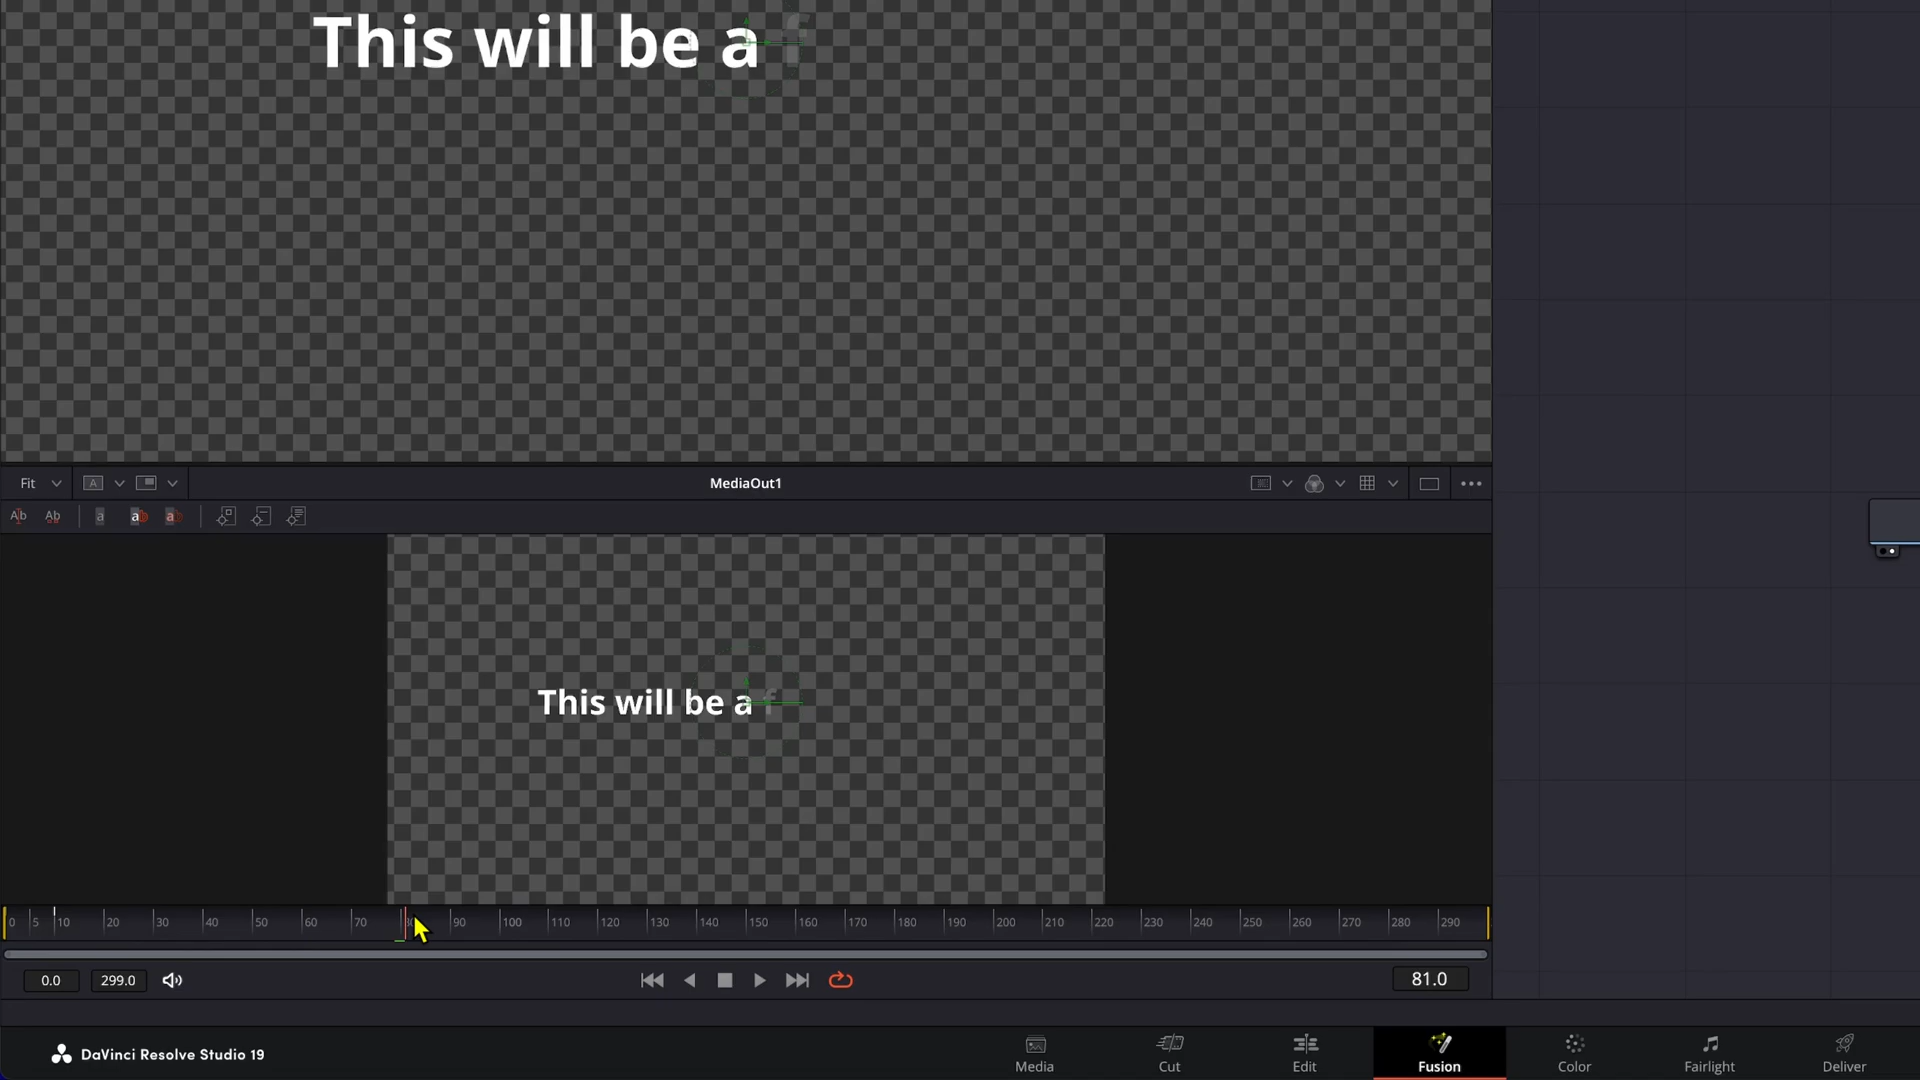 This will be a f
Fit
A
MediaOut1
Ab Ab a ab ab
This will be a f
0 5 10 20 30 40 50 60 70 80 90 100 110 120 130 140 150 160 170 180 190 200 210 220 230 240 250 260 270 280 290
0.0 299.0 81.0
DaVinci Resolve Studio 19
Media Cut Edit Fusion Color Fairlight Deliver